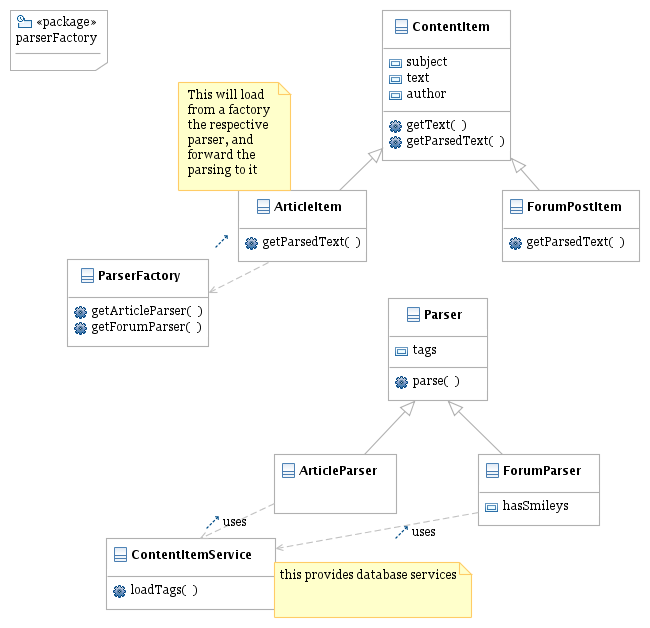 «package»
parserFactory
ContentItem
subject
text
author
getText( )
getParsedText( )
This will load
from a factory
the respective
parser, and
forward the
parsing to it
ArticleItem
getParsedText( )
ForumPostItem
getParsedText( )
ParserFactory
getArticleParser( )
getForumParser( )
Parser
tags
parse( )
ArticleParser
ForumParser
hasSmileys
uses
uses
ContentItemService
loadTags( )
this provides database services